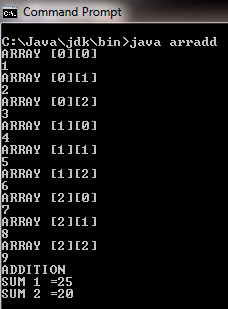 C:\. Command Prompt
C:\Java\jdk\bin>java arradd
ARRAY [0][0]
1
ARRAY [0][1]
2
ARRAY [0][2]
3
ARRAY [1][0]
4
ARRAY [1][1]
5
ARRAY [1][2]
6
ARRAY [2][0]
7
ARRAY [2][1]
8
ARRAY [2][2]
9
ADDITION
SUM 1 =25
SUM 2 =20